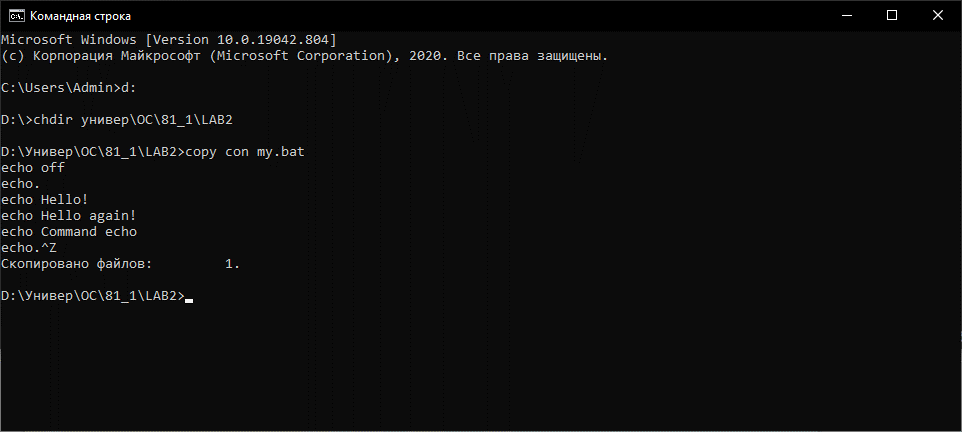 Командная строка
Microsoft Windows [Version 10.0.19042.804]
(c) Корпорация Майкрософт (Microsoft Corporation), 2020. Все права защищены.
C:\Users\Admin>d:
D:\>chdir универ\ОС\81_1\LAB2
D:\Универ\ОС\81_1\LAB2>copy con my.bat
echo off
echo.
echo Hello!
echo Hello again!
echo Command echo
echo.^Z
Скопировано файлов:         1.
D:\Универ\ОС\81_1\LAB2>